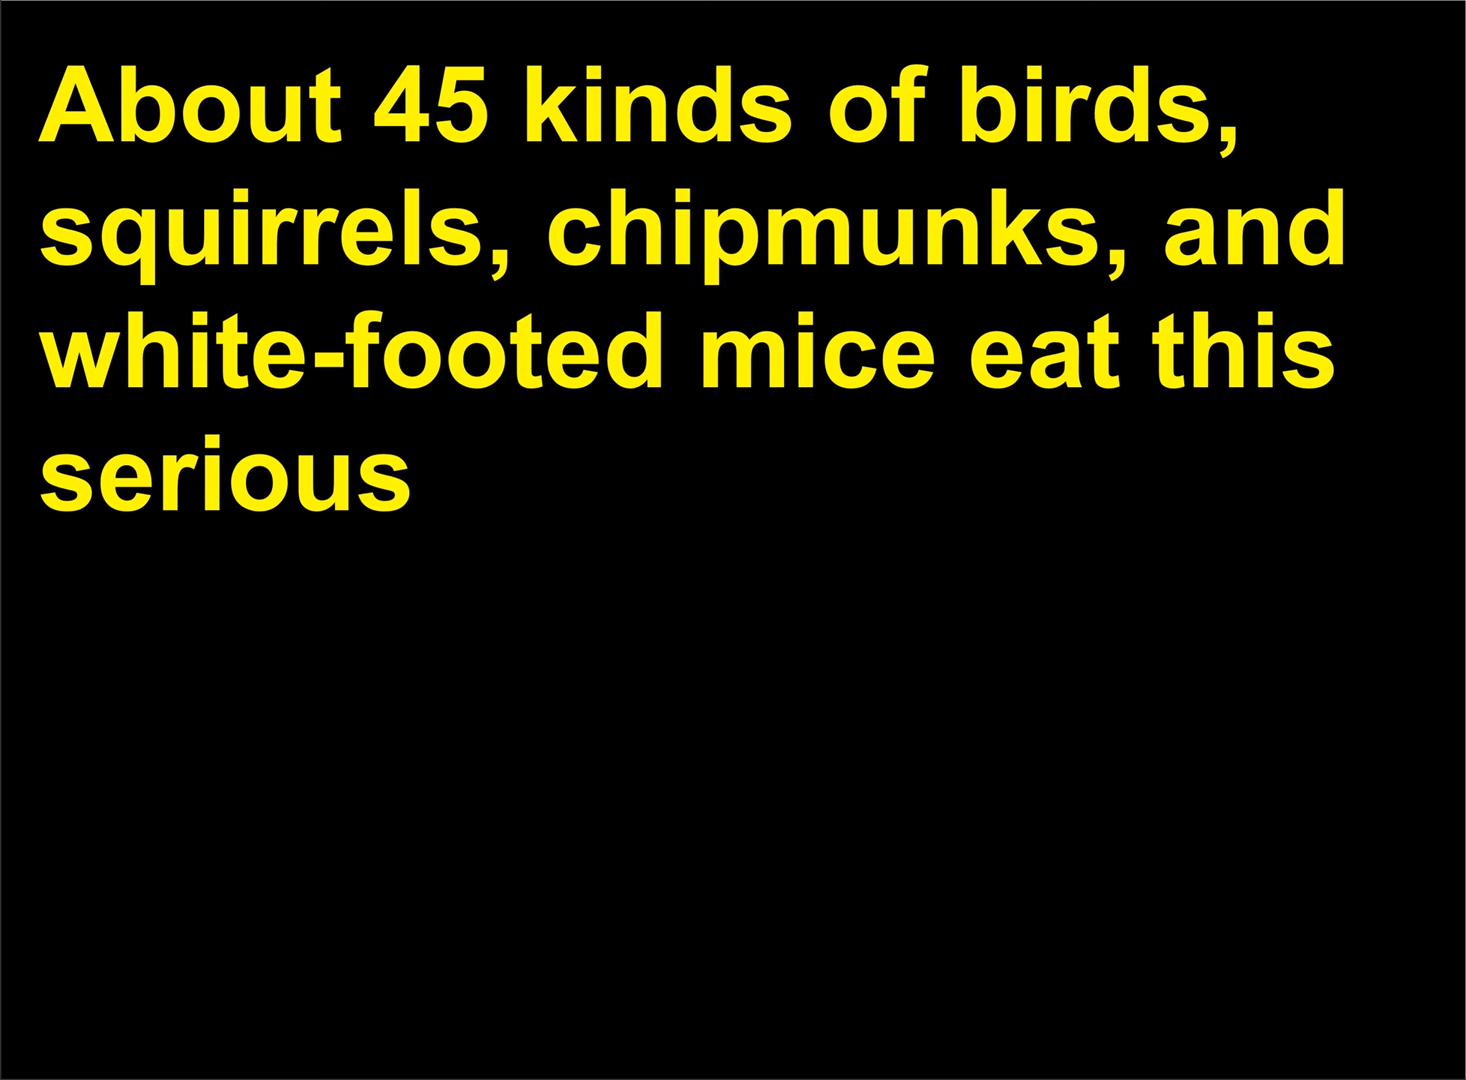 About 45 kinds of birds,
squirrels, chipmunks, and
white-footed mice eat this
serious